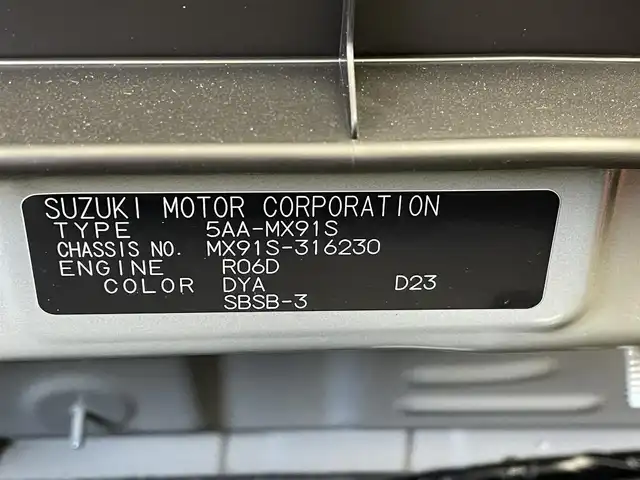 SUZUKI MOTOR CORPORATION
TYPE 5AA-MX91S
CHASSIS NO. MX91S-316230
ENGINE R06D
COLOR DYA D23
SBSB-3